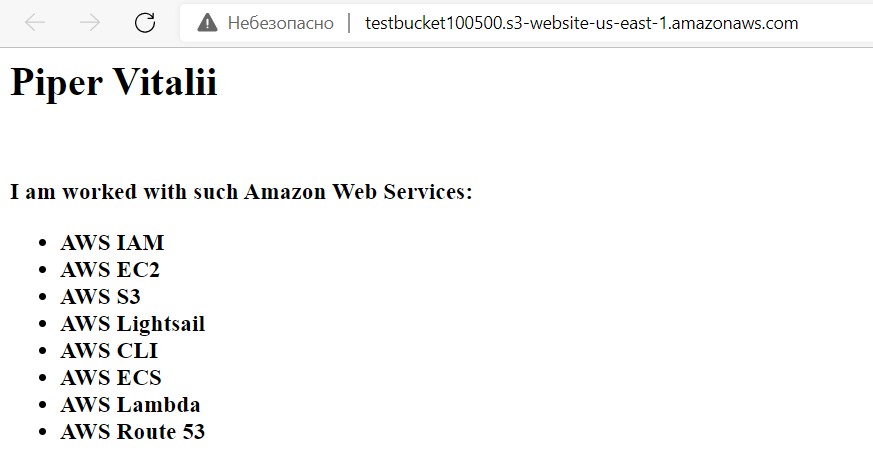 Небезопасно | testbucket100500.s3-website-us-east-1.amazonaws.com
Piper Vitalii
I am worked with such Amazon Web Services:
• AWS IAM
• AWS EC2
• AWS S3
• AWS Lightsail
• AWS CLI
• AWS ECS
• AWS Lambda
• AWS Route 53